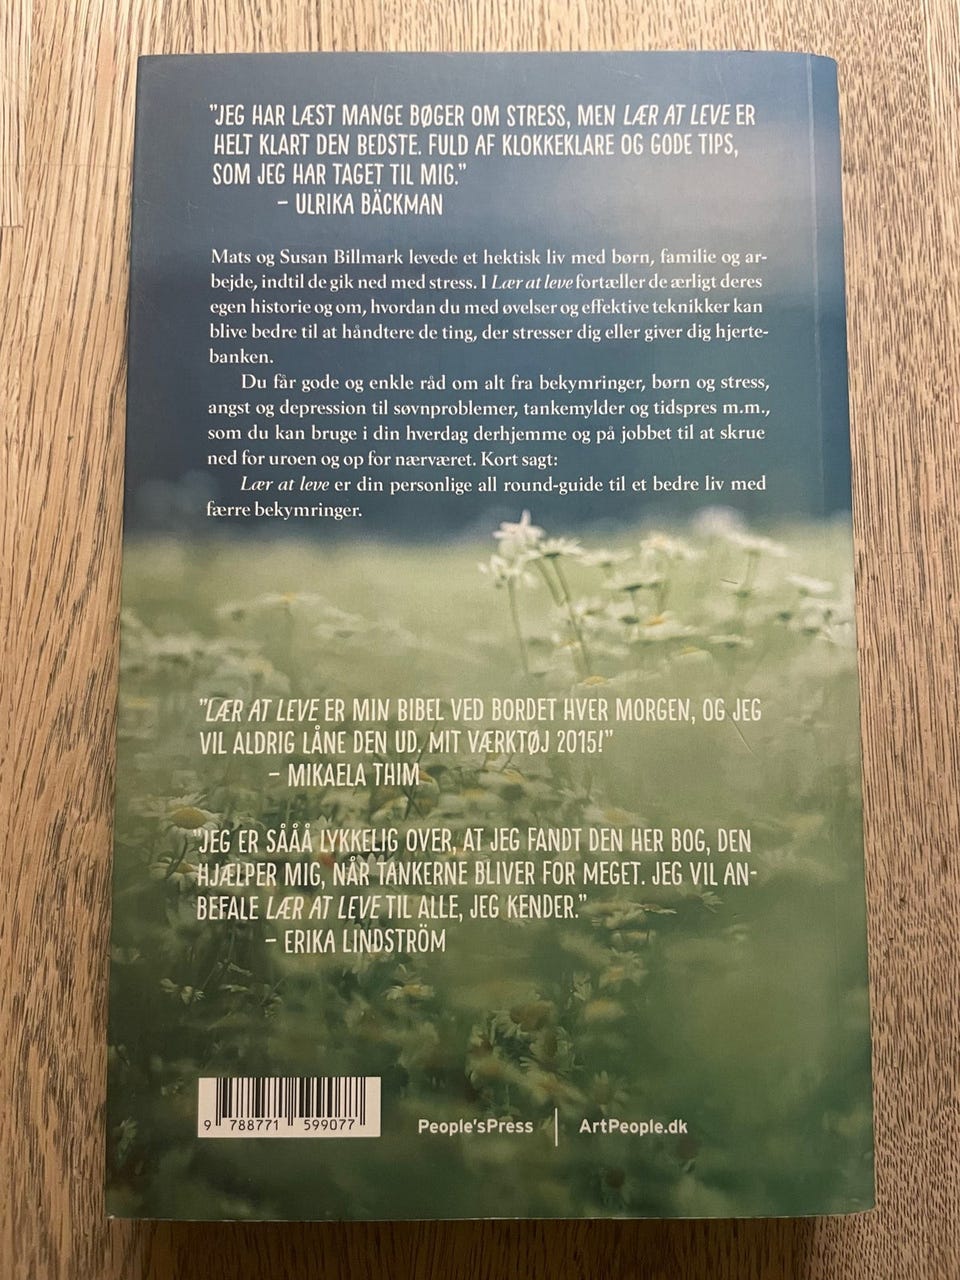 "JEG HAR LÆST MANGE BØGER OM STRESS, MEN LÆR AT LEVE ER
HELT KLART DEN BEDSTE. FULD AF KLOKKEKLARE OG GODE TIPS,
SOM JEG HAR TAGET TIL MIG."
– ULRIKA BÄCKMAN
Mats og Susan Billmark levede et hektisk liv med børn, familie og ar-
bejde, indtil de gik ned med stress. I Lær at leve fortæller de ærligt deres
egen historie og om, hvordan du med øvelser og effektive teknikker kan
blive bedre til at håndtere de ting, der stresser dig eller giver dig hjerte-
banken.
Du får gode og enkle råd om alt fra bekymringer, børn og stress,
angst og depression til søvnproblemer, tankemylder og tidspres m.m.,
som du kan bruge i din hverdag derhjemme og på jobbet til at skrue
ned for uroen og op for nærværet. Kort sagt:
Lær at leve er din personlige all round-guide til et bedre liv med
færre bekymringer.
"LÆR AT LEVE ER MIN BIBEL VED BORDET HVER MORGEN, OG JEG
VIL ALDRIG LÅNE DEN UD. MIT VÆRKTØJ 2015!"
– MIKAELA THIM
"JEG ER SÅÅÅ LYKKELIG OVER, AT JEG FANDT DEN HER BOG, DEN
HJÆLPER MIG, NÅR TANKERNE BLIVER FOR MEGET. JEG VIL AN-
BEFALE LÆR AT LEVE TIL ALLE, JEG KENDER."
– ERIKA LINDSTRÖM
9 788771 599077
People'sPress | ArtPeople.dk